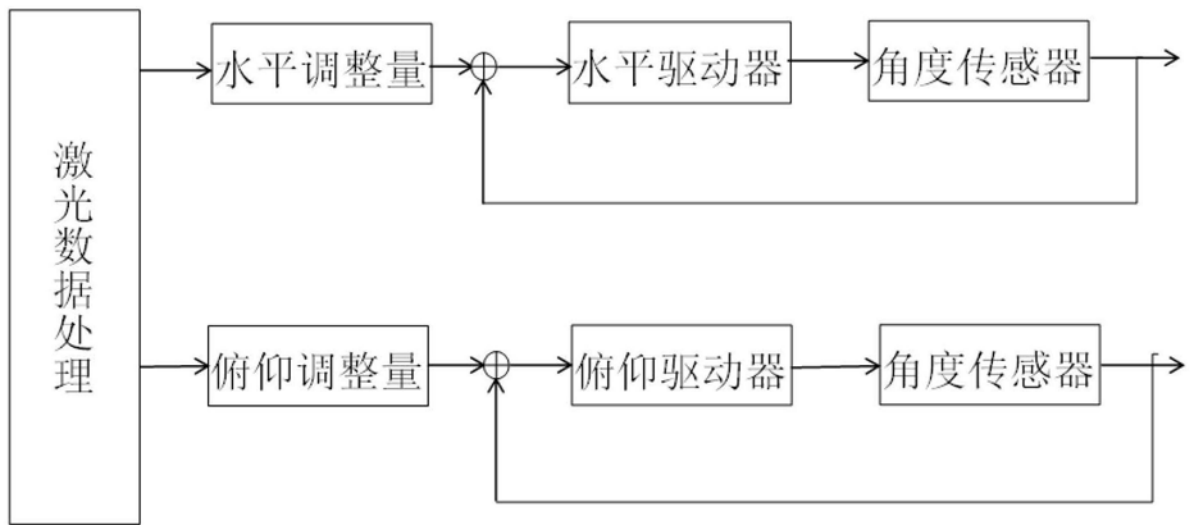 激光数据处理
水平调整量
水平驱动器
角度传感器
俯仰调整量
俯仰驱动器
角度传感器